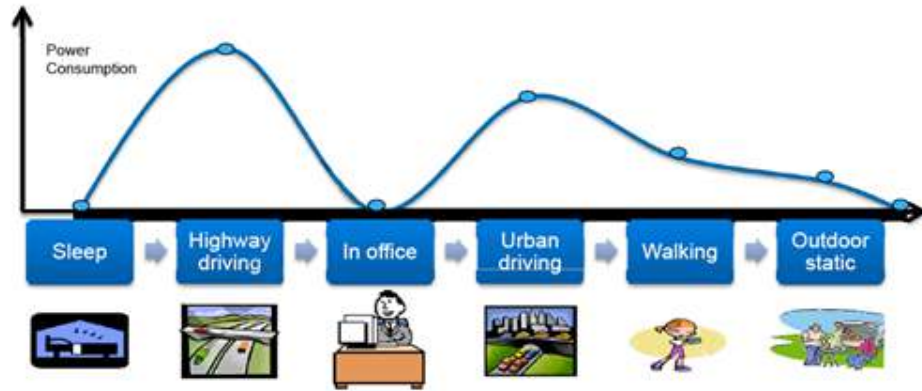 Power
Consumption
Sleep
Highway
driving
In office
Urban
driving
Walking
Outdoor
static